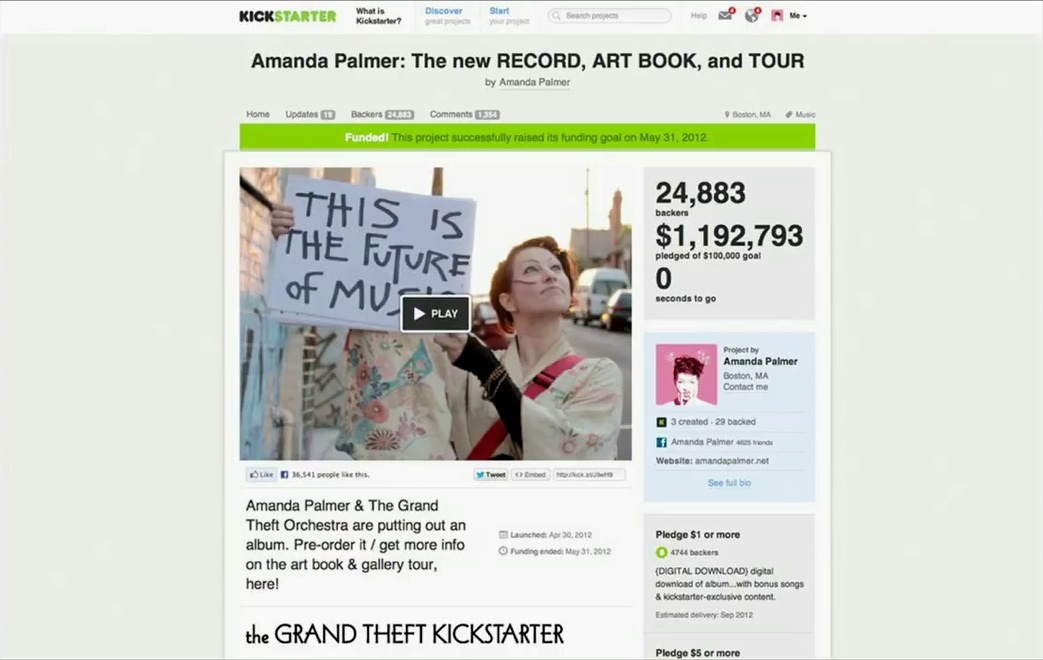 KICKSTARTER
What is Kickstarter?
Discover great projects
Start your project
Search projects
Help
4
4
Me
Amanda Palmer: The new RECORD, ART BOOK, and TOUR
by Amanda Palmer
Home Updates 19 Backers 24,883 Comments 1,354
Boston, MA Music
Funded! This project successfully raised its funding goal on May 31, 2012.
THIS IS
THE FUTURE
OF
PLAY
24,883
backers
$1,192,793
pledged of $100,000 goal
0
seconds to go
Project by
Amanda Palmer
Boston, MA
Contact me
3 created · 29 backed
Amanda Palmer 4625 friends
Website: amandapalmer.net
See full bio
Like 36,541 people like this.
Tweet Embed
Amanda Palmer & The Grand
Theft Orchestra are putting out an
album. Pre-order it / get more info
on the art book & gallery tour,
here!
Launched: Apr 30, 2012
Funding ended: May 31, 2012
the GRAND THEFT KICKSTARTER
Pledge $1 or more
4744 backers
{DIGITAL DOWNLOAD} digital
download of album...with bonus songs
& kickstarter-exclusive content.
Estimated delivery: Sep 2012
Pledge $5 or more